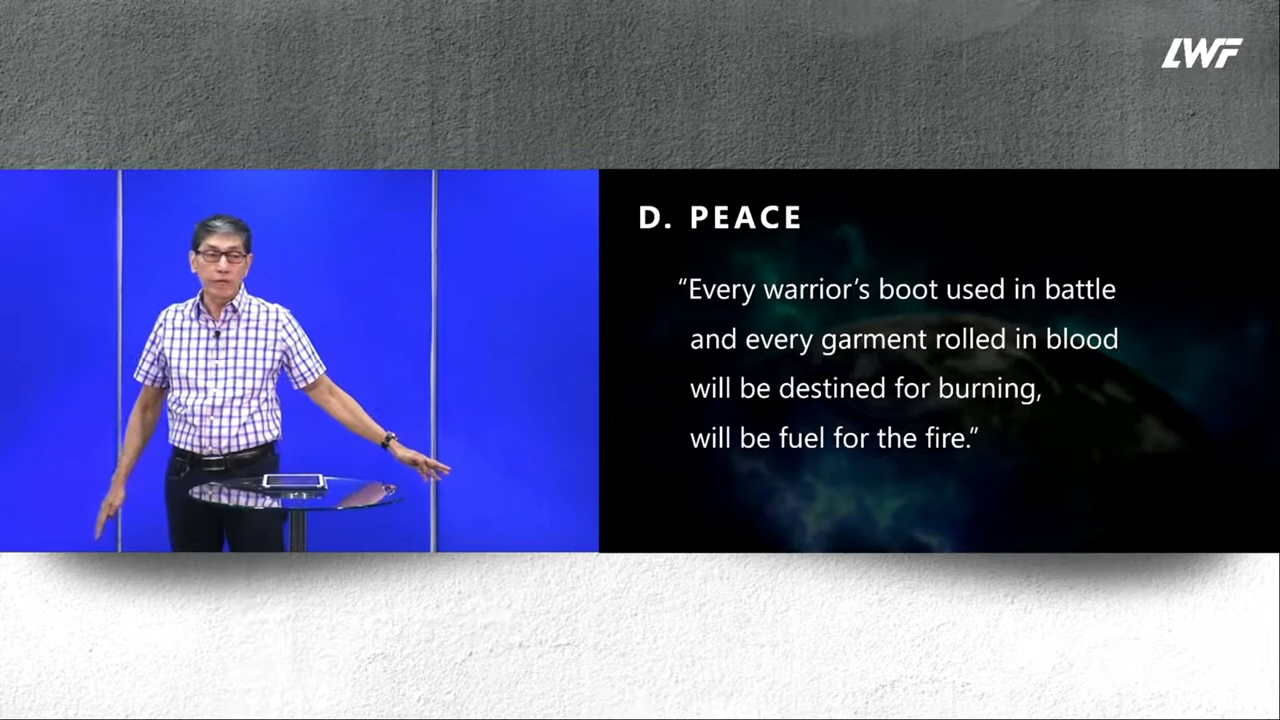 LWF
D. PEACE
“Every warrior’s boot used in battle
and every garment rolled in blood
will be destined for burning,
will be fuel for the fire.”